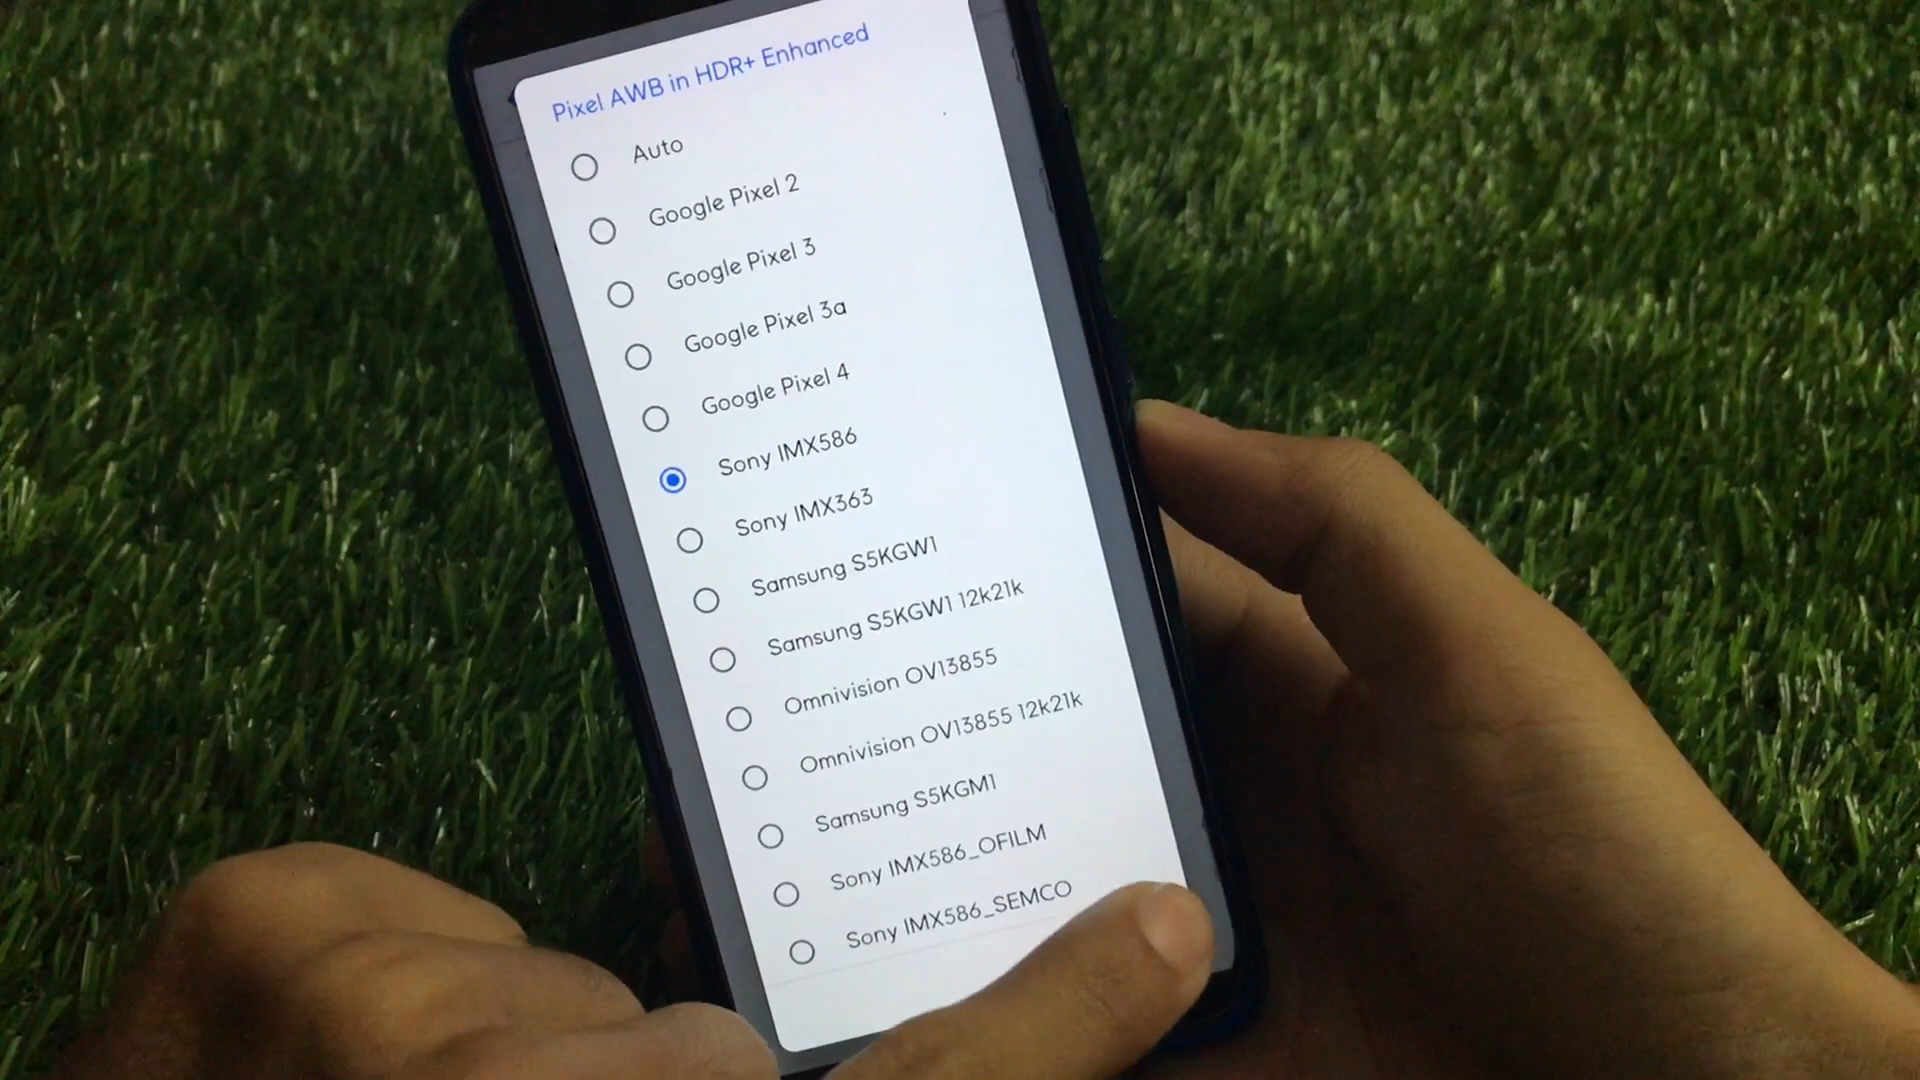 Pixel AWB in HDR+ Enhanced
Auto
Google Pixel 2
Google Pixel 3
Google Pixel 3a
Google Pixel 4
Sony IMX586
Sony IMX363
Samsung S5KGW1
Samsung S5KGW1 12k21k
Omnivision OV13855
Omnivision OV13855 12k21k
Samsung S5KGM1
Sony IMX586_OFILM
Sony IMX586_SEMCO